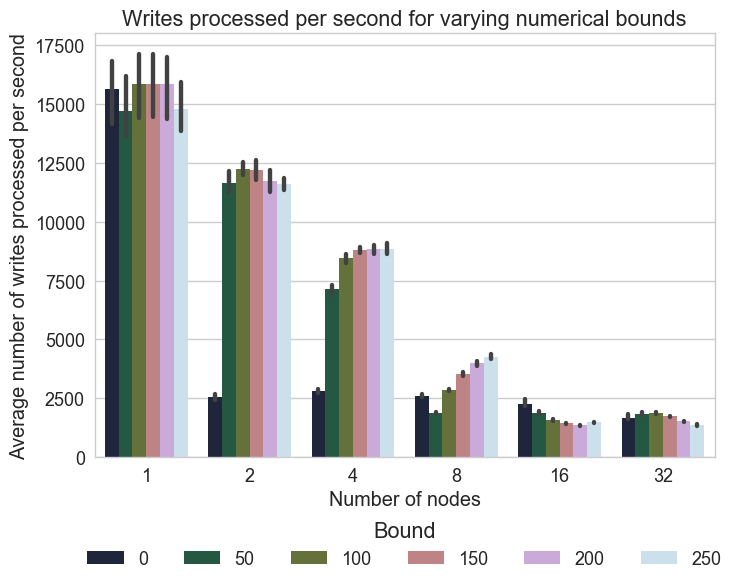 Writes processed per second for varying numerical bounds
Average number of writes processed per second
17500
15000
12500
10000
7500
5000
2500
0
1 2 4 8 16 32
Number of nodes
Bound
0 50 100 150 200 250